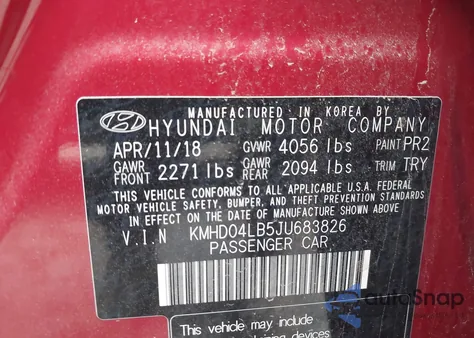 MANUFACTURED IN KOREA BY
HYUNDAI MOTOR COMPANY
APR/11/18 GVWR 4056 lbs PAINT PR2
GAWR FRONT 2271 lbs GAWR REAR 2094 lbs TRIM TRY
THIS VEHICLE CONFORMS TO ALL APPLICABLE U.S.A. FEDERAL
MOTOR VEHICLE SAFETY, BUMPER, AND THEFT PREVENTION STANDARDS
IN EFFECT ON THE DATE OF MANUFACTURE SHOWN ABOVE.
V.I.N KMHD04LB5JU683826
PASSENGER CAR
This vehicle may include
devices
autoSnap